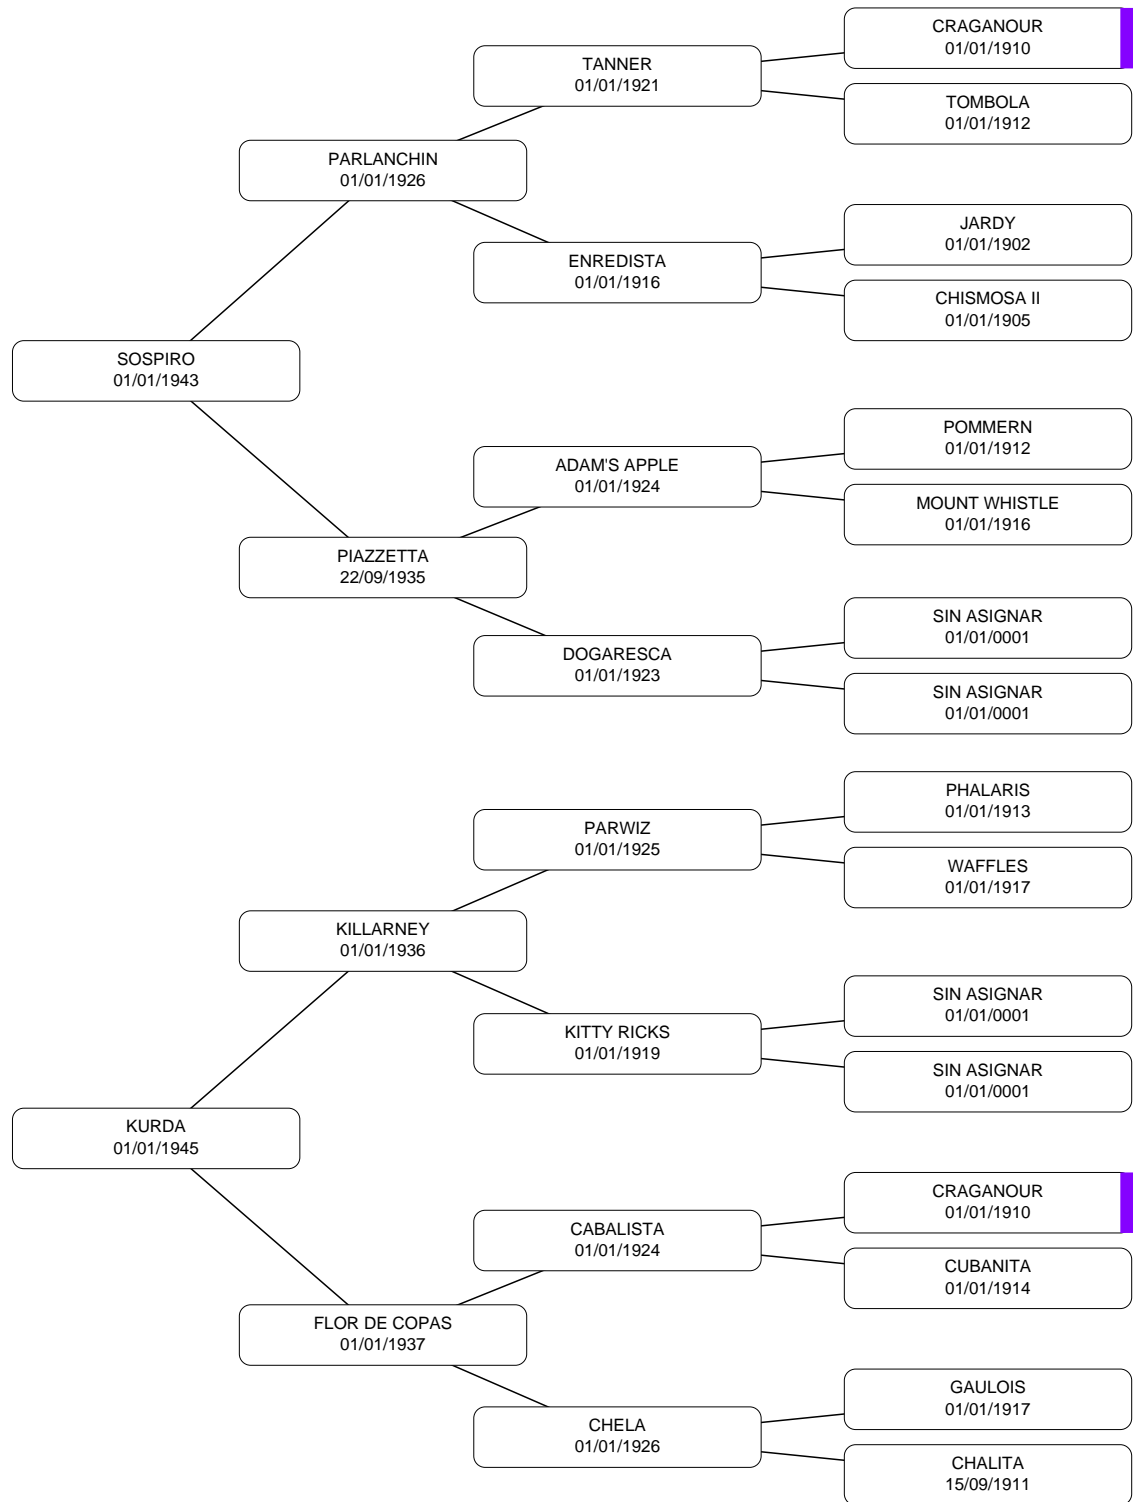 CRAGANOUR
01/01/1910
TANNER
01/01/1921
TOMBOLA
01/01/1912
PARLANCHIN
01/01/1926
JARDY
01/01/1902
ENREDISTA
01/01/1916
CHISMOSA II
01/01/1905
SOSPIRO
01/01/1943
POMMERN
01/01/1912
ADAM'S APPLE
01/01/1924
MOUNT WHISTLE
01/01/1916
PIAZZETTA
22/09/1935
SIN ASIGNAR
01/01/0001
DOGARESCA
01/01/1923
SIN ASIGNAR
01/01/0001
PHALARIS
01/01/1913
PARWIZ
01/01/1925
WAFFLES
01/01/1917
KILLARNEY
01/01/1936
SIN ASIGNAR
01/01/0001
KITTY RICKS
01/01/1919
SIN ASIGNAR
01/01/0001
KURDA
01/01/1945
CRAGANOUR
01/01/1910
CABALISTA
01/01/1924
CUBANITA
01/01/1914
FLOR DE COPAS
01/01/1937
GAULOIS
01/01/1917
CHELA
01/01/1926
CHALITA
15/09/1911